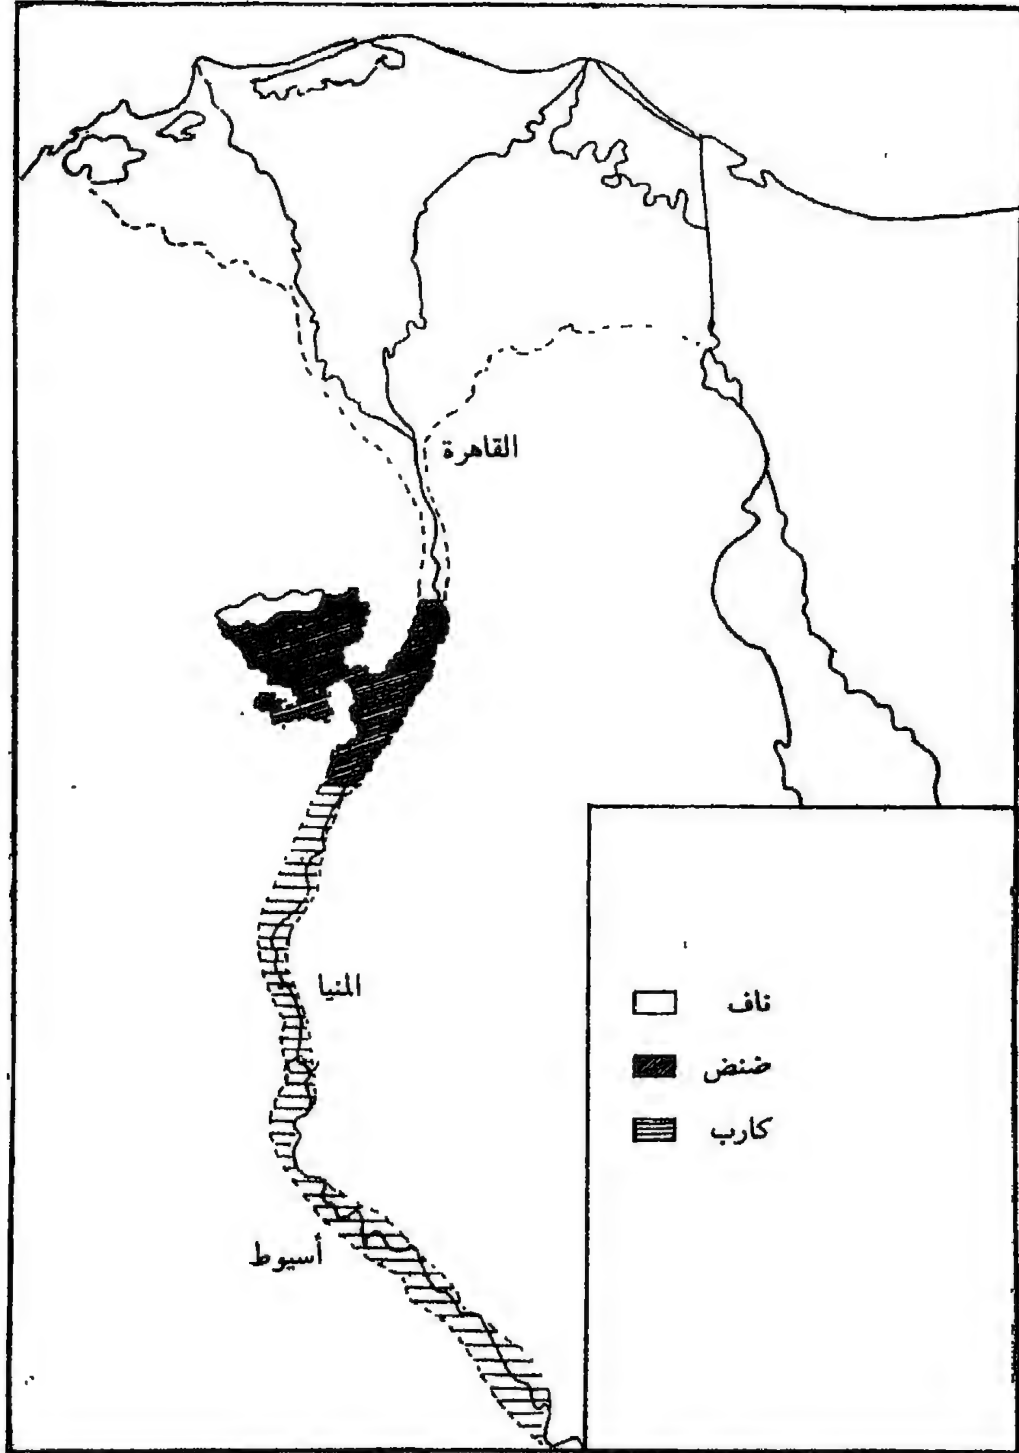 القاهرة
المنيا
ناف
ضنض
كارب
أسيوط